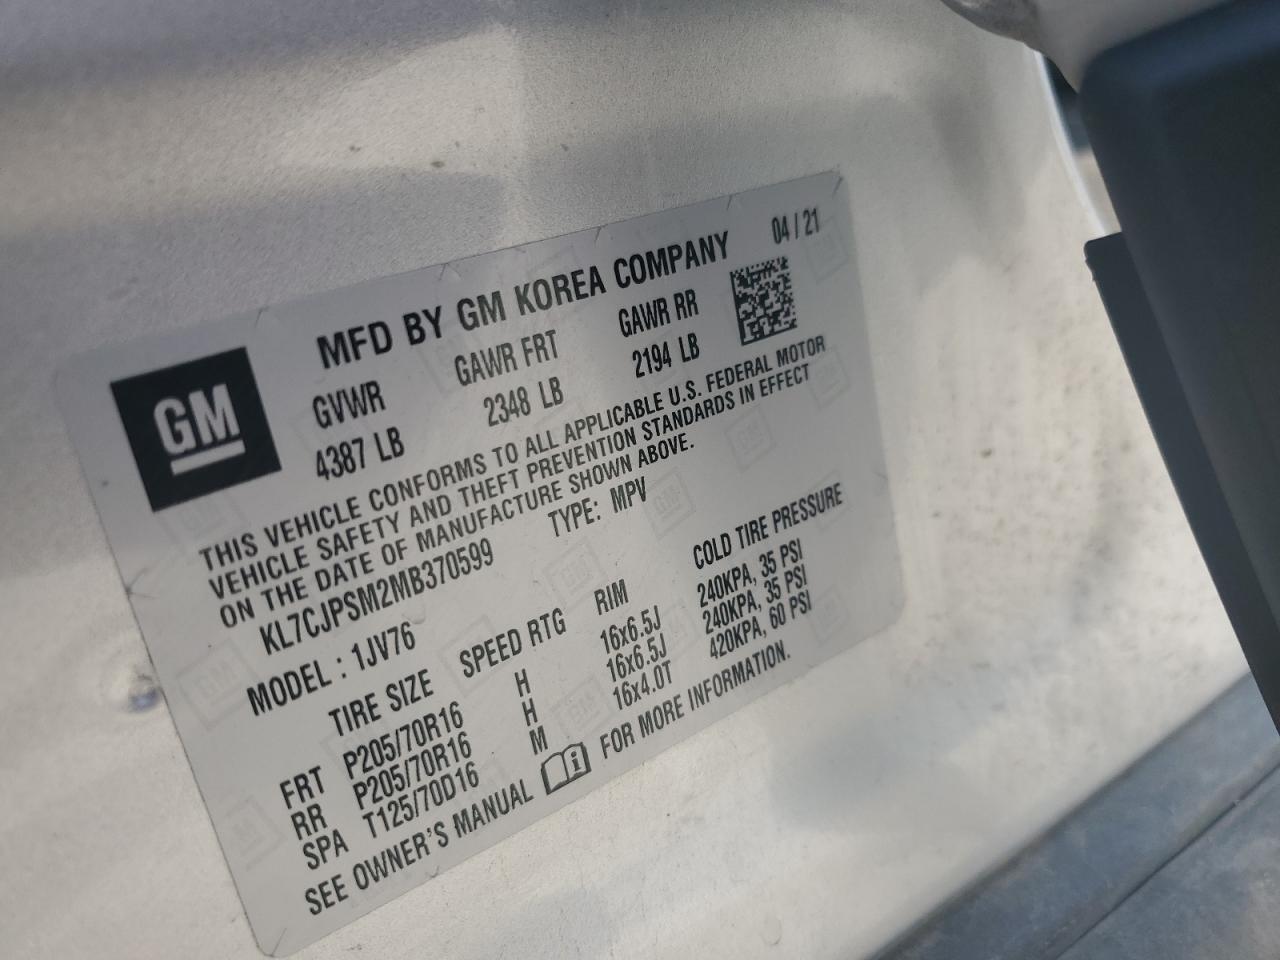 GM
MFD BY GM KOREA COMPANY 04 / 21
GVWR GAWR FRT GAWR RR
4387 LB 2348 LB 2194 LB
THIS VEHICLE CONFORMS TO ALL APPLICABLE U.S. FEDERAL MOTOR
VEHICLE SAFETY AND THEFT PREVENTION STANDARDS IN EFFECT
ON THE DATE OF MANUFACTURE SHOWN ABOVE.
KL7CJPSM2MB370599 TYPE: MPV
MODEL : 1JV76
TIRE SIZE SPEED RTG RIM COLD TIRE PRESSURE
FRT P205/70R16 H 16x6.5J 240KPA, 35 PSI
RR P205/70R16 H 16x6.5J 240KPA, 35 PSI
SPA T125/70D16 M 16x4.0T 420KPA, 60 PSI
SEE OWNER'S MANUAL FOR MORE INFORMATION.